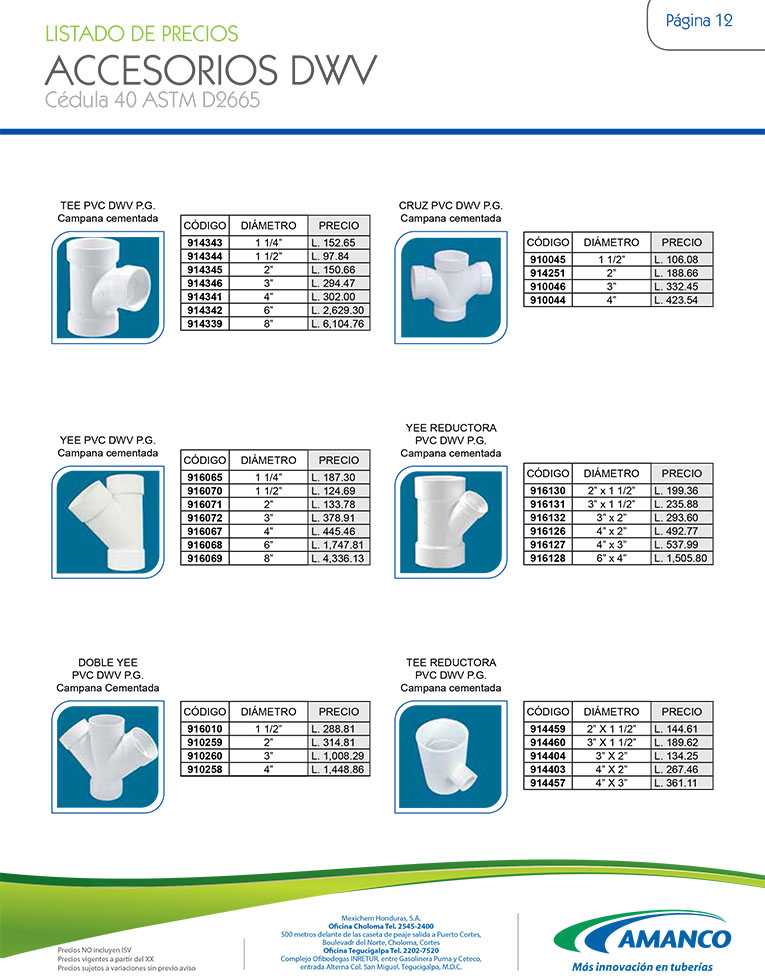 LISTADO DE PRECIOS
Página 12
ACCESORIOS DWV
Cédula 40 ASTM D2665
TEE PVC DWV P.G.
Campana cementada
CÓDIGO DIÁMETRO PRECIO
914343 1 1/4" L. 152.65
914344 1 1/2" L. 97.84
914345 2" L. 150.66
914346 3" L. 294.47
914341 4" L. 302.00
914342 6" L. 2,629.30
914339 8" L. 6,104.76
CRUZ PVC DWV P.G.
Campana cementada
CÓDIGO DIÁMETRO PRECIO
910045 1 1/2" L. 106.08
914251 2" L. 188.66
910046 3" L. 332.45
910044 4" L. 423.54
YEE PVC DWV P.G.
Campana cementada
CÓDIGO DIÁMETRO PRECIO
916065 1 1/4" L. 187.30
916070 1 1/2" L. 124.69
916071 2" L. 133.78
916072 3" L. 378.91
916067 4" L. 445.46
916068 6" L. 1,747.81
916069 8" L. 4,336.13
YEE REDUCTORA
PVC DWV P.G.
Campana cementada
CÓDIGO DIÁMETRO PRECIO
916130 2" x 1 1/2" L. 199.36
916131 3" x 1 1/2" L. 235.88
916132 3" x 2" L. 293.60
916126 4" x 2" L. 492.77
916127 4" x 3" L. 537.99
916128 6" x 4" L. 1,505.80
DOBLE YEE
PVC DWV P.G.
Campana Cementada
CÓDIGO DIÁMETRO PRECIO
916010 1 1/2" L. 288.81
910259 2" L. 314.81
910260 3" L. 1,008.29
910258 4" L. 1,448.86
TEE REDUCTORA
PVC DWV P.G.
Campana cementada
CÓDIGO DIÁMETRO PRECIO
914459 2" X 1 1/2" L. 144.61
914460 3" X 1 1/2" L. 189.62
914404 3" X 2" L. 134.25
914403 4" X 2" L. 267.46
914457 4" X 3" L. 361.11
Precios NO incluyen ISV
Precios vigentes a partir del XX
Precios sujetos a variaciones sin previo aviso
Mexichem Honduras, S.A.
Oficina Choloma Tel. 2545-2400
500 metros delante de las caseta de peaje salida a Puerto Cortes,
Boulevadr del Norte, Choloma, Cortes
Oficina Tegucigalpa Tel. 2202-7520
Complejo Ofibodegas INRETUR, entre Gasolinera Puma y Ceteco,
entrada Alterna Col. San Miguel, Tegucigalpa, M.D.C.
AMANCO
Más innovación en tuberías